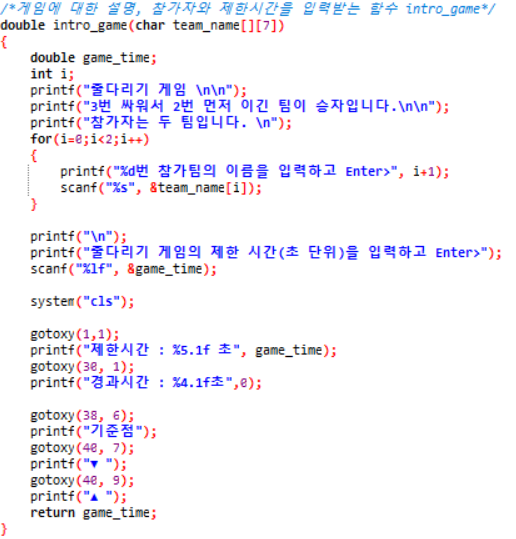 /*게임에 대한 설명, 참가자와 제한시간을 입력받는 함수 intro_game*/
double intro_game(char team_name[][7])
{
    double game_time;
    int i;
    printf("줄다리기 게임 \n\n");
    printf("3번 싸워서 2번 먼저 이긴 팀이 승자입니다.\n\n");
    printf("참가자는 두 팀입니다. \n");
    for(i=0;i<2;i++)
    {
        printf("%d번 참가팀의 이름을 입력하고 Enter>", i+1);
        scanf("%s", &team_name[i]);
    }
    printf("\n");
    printf("줄다리기 게임의 제한 시간(초 단위)을 입력하고 Enter>");
    scanf("%lf", &game_time);
    system("cls");
    gotoxy(1,1);
    printf("제한시간 : %5.1f 초", game_time);
    gotoxy(30, 1);
    printf("경과시간 : %4.1f초",0);
    gotoxy(38, 6);
    printf("기준점");
    gotoxy(40, 7);
    printf("▼ ");
    gotoxy(40, 9);
    printf("▲ ");
    return game_time;
}